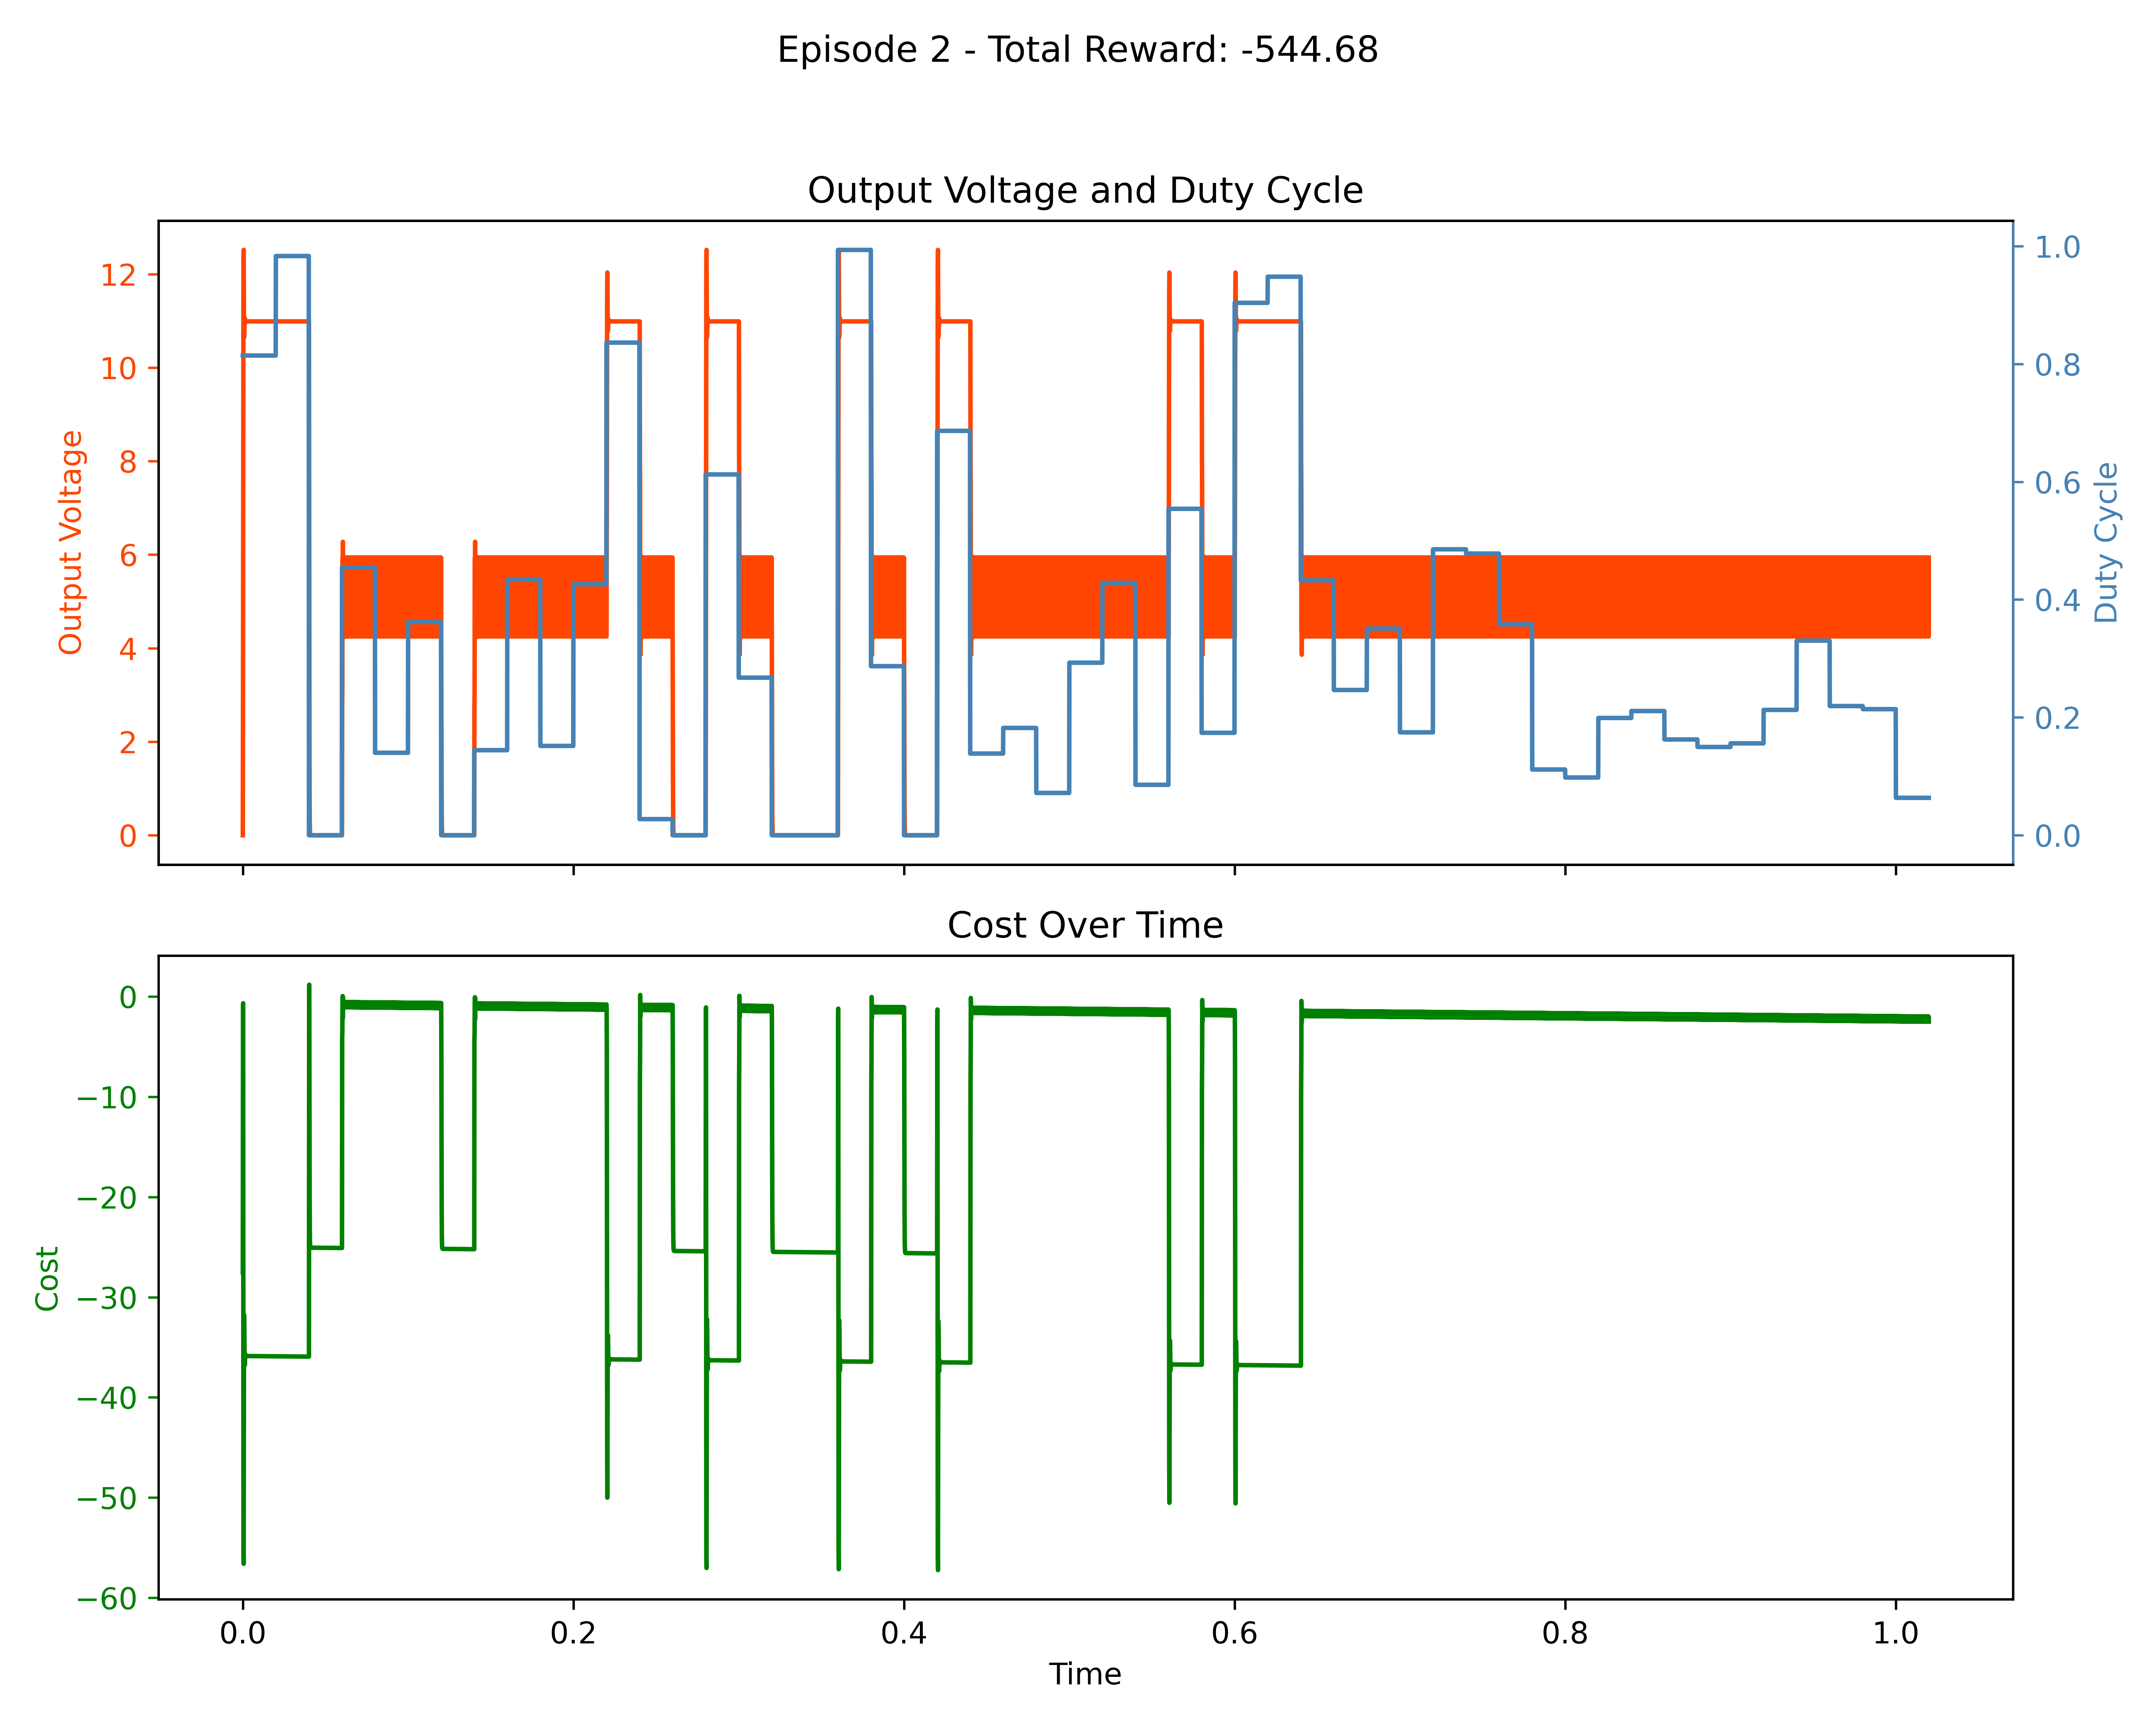 Episode 2 - Total Reward: -544.68
Output Voltage and Duty Cycle
Output Voltage
12
10
8
6
4
2
0
Duty Cycle
1.0
0.8
0.6
0.4
0.2
0.0
Cost Over Time
Cost
0
−10
−20
−30
−40
−50
−60
0.0 0.2 0.4 0.6 0.8 1.0
Time